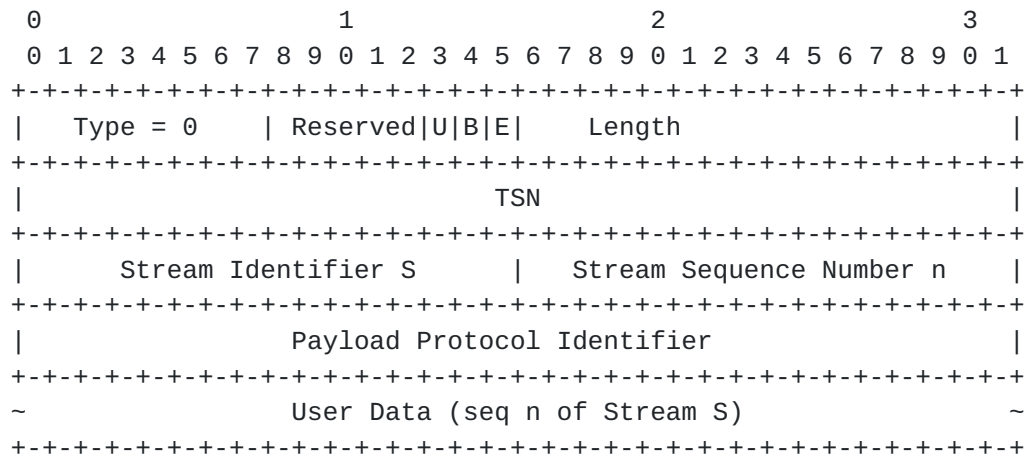 0                   1                   2                   3
 0 1 2 3 4 5 6 7 8 9 0 1 2 3 4 5 6 7 8 9 0 1 2 3 4 5 6 7 8 9 0 1
+-+-+-+-+-+-+-+-+-+-+-+-+-+-+-+-+-+-+-+-+-+-+-+-+-+-+-+-+-+-+-+-+
|   Type = 0    | Reserved|U|B|E|    Length                     |
+-+-+-+-+-+-+-+-+-+-+-+-+-+-+-+-+-+-+-+-+-+-+-+-+-+-+-+-+-+-+-+-+
|                              TSN                              |
+-+-+-+-+-+-+-+-+-+-+-+-+-+-+-+-+-+-+-+-+-+-+-+-+-+-+-+-+-+-+-+-+
|      Stream Identifier S      |   Stream Sequence Number n    |
+-+-+-+-+-+-+-+-+-+-+-+-+-+-+-+-+-+-+-+-+-+-+-+-+-+-+-+-+-+-+-+-+
|                 Payload Protocol Identifier                   |
+-+-+-+-+-+-+-+-+-+-+-+-+-+-+-+-+-+-+-+-+-+-+-+-+-+-+-+-+-+-+-+-+
~                 User Data (seq n of Stream S)                 ~
+-+-+-+-+-+-+-+-+-+-+-+-+-+-+-+-+-+-+-+-+-+-+-+-+-+-+-+-+-+-+-+-+